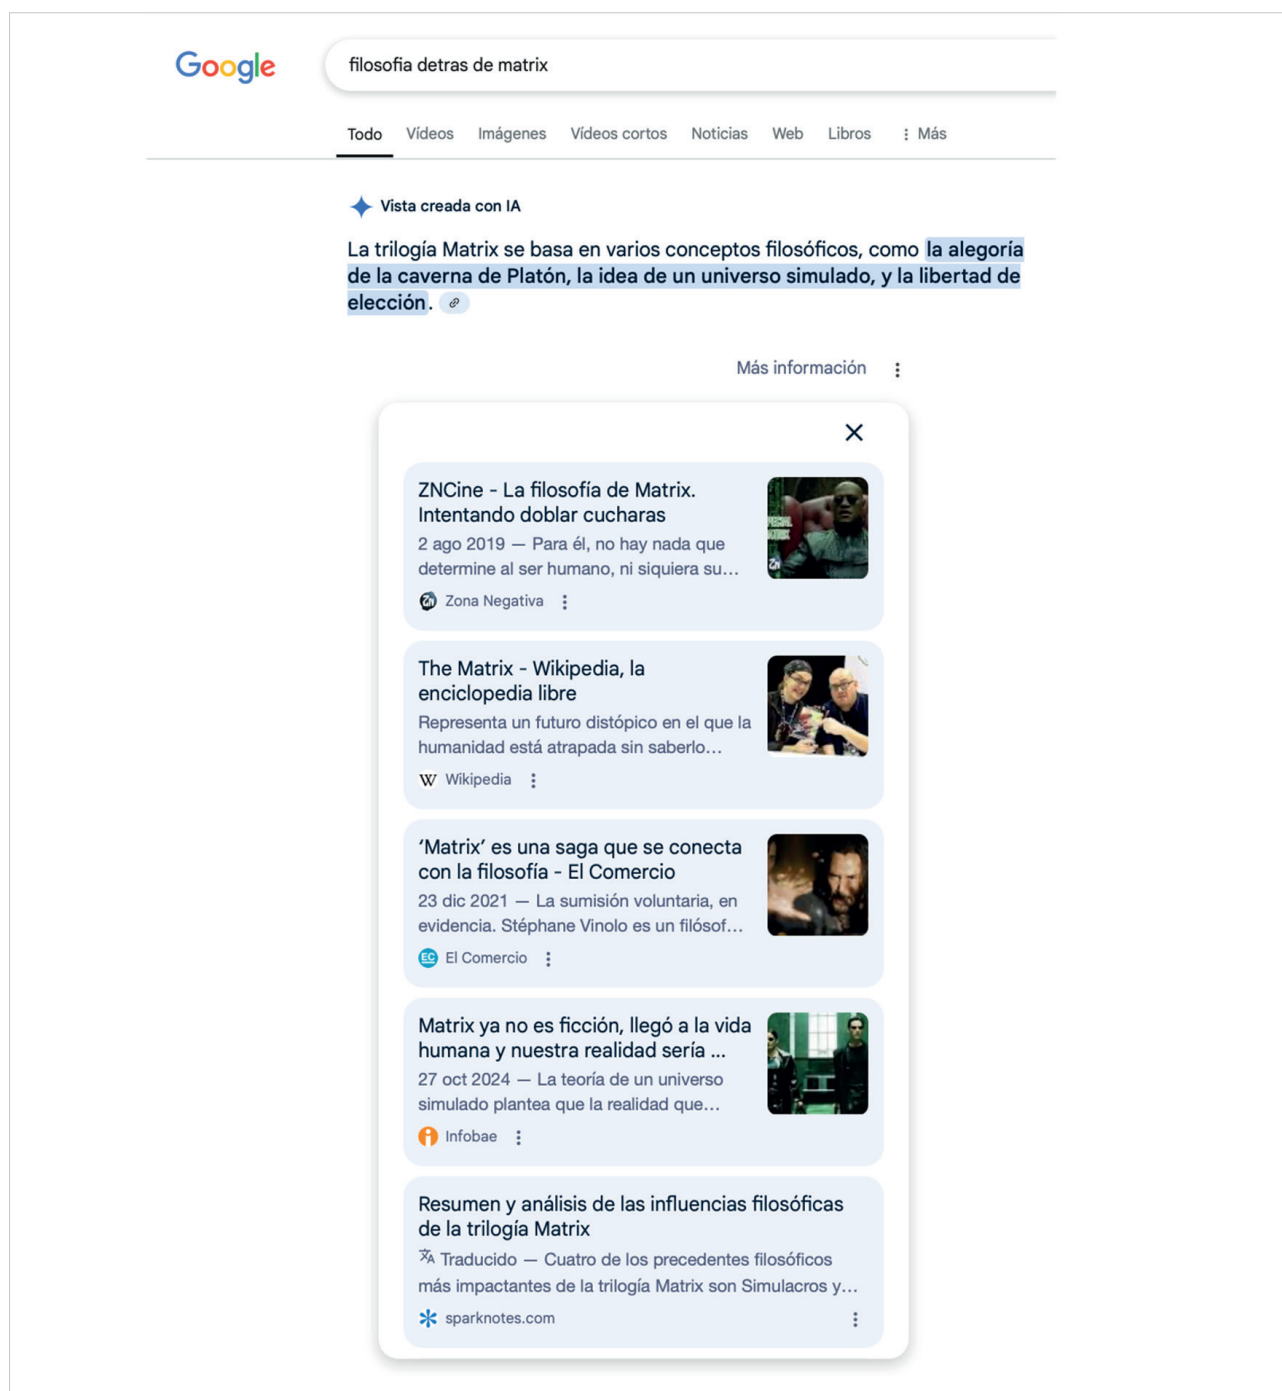 Google
filosofia detras de matrix
Todo Vídeos Imágenes Vídeos cortos Noticias Web Libros Más
Vista creada con IA
La trilogía Matrix se basa en varios conceptos filosóficos, como la alegoría
de la caverna de Platón, la idea de un universo simulado, y la libertad de
elección.
Más información
ZNCine - La filosofía de Matrix.
Intentando doblar cucharas
2 ago 2019 — Para él, no hay nada que
determine al ser humano, ni siquiera su...
Zona Negativa
The Matrix - Wikipedia, la
enciclopedia libre
Representa un futuro distópico en el que la
humanidad está atrapada sin saberlo...
W Wikipedia
‘Matrix’ es una saga que se conecta
con la filosofía - El Comercio
23 dic 2021 — La sumisión voluntaria, en
evidencia. Stéphane Vinolo es un filósof...
EC El Comercio
Matrix ya no es ficción, llegó a la vida
humana y nuestra realidad sería ...
27 oct 2024 — La teoría de un universo
simulado plantea que la realidad que...
Infobae
Resumen y análisis de las influencias filosóficas
de la trilogía Matrix
Traducido — Cuatro de los precedentes filosóficos
más impactantes de la trilogía Matrix son Simulacros y...
sparknotes.com